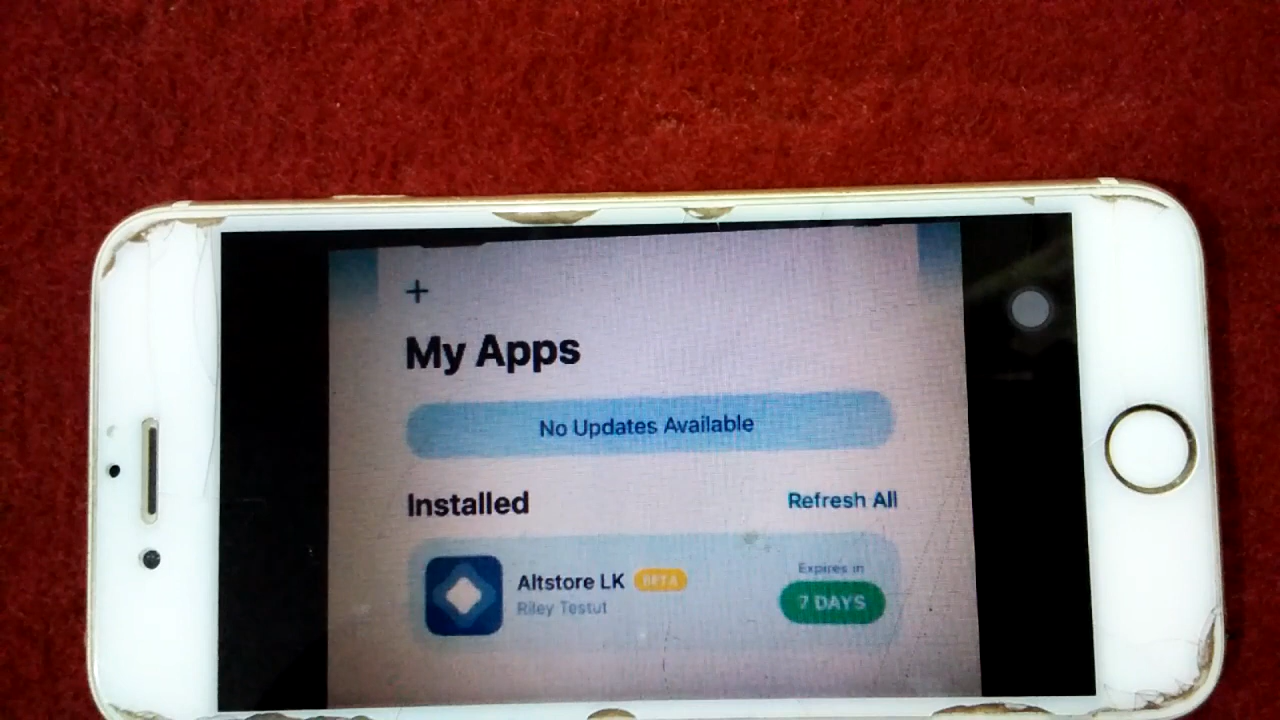 +
My Apps
No Updates Available
Installed
Refresh All
Altstore LK BETA
Riley Testut
Expires in
7 DAYS